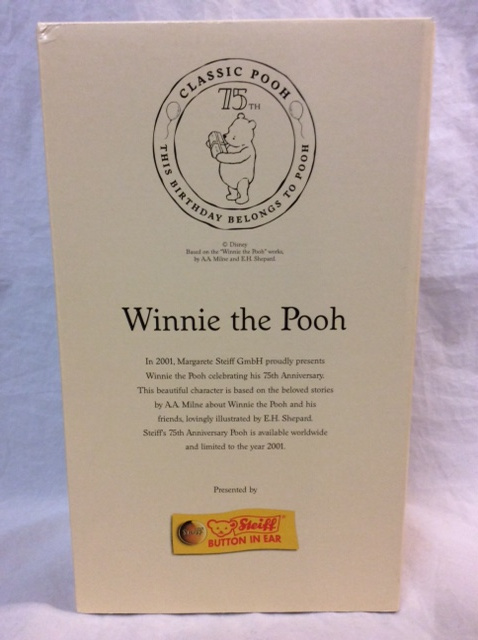 CLASSIC POOH
75TH
THIS BIRTHDAY BELONGS TO POOH
© Disney
Based on the "Winnie the Pooh" works,
by A.A. Milne and E.H. Shepard.
Winnie the Pooh
In 2001, Margarete Steiff GmbH proudly presents
Winnie the Pooh celebrating his 75th Anniversary.
This beautiful character is based on the beloved stories
by A.A. Milne about Winnie the Pooh and his
friends, lovingly illustrated by E.H. Shepard.
Steiff's 75th Anniversary Pooh is available worldwide
and limited to the year 2001.
Presented by
Steiff
Steiff®
BUTTON IN EAR